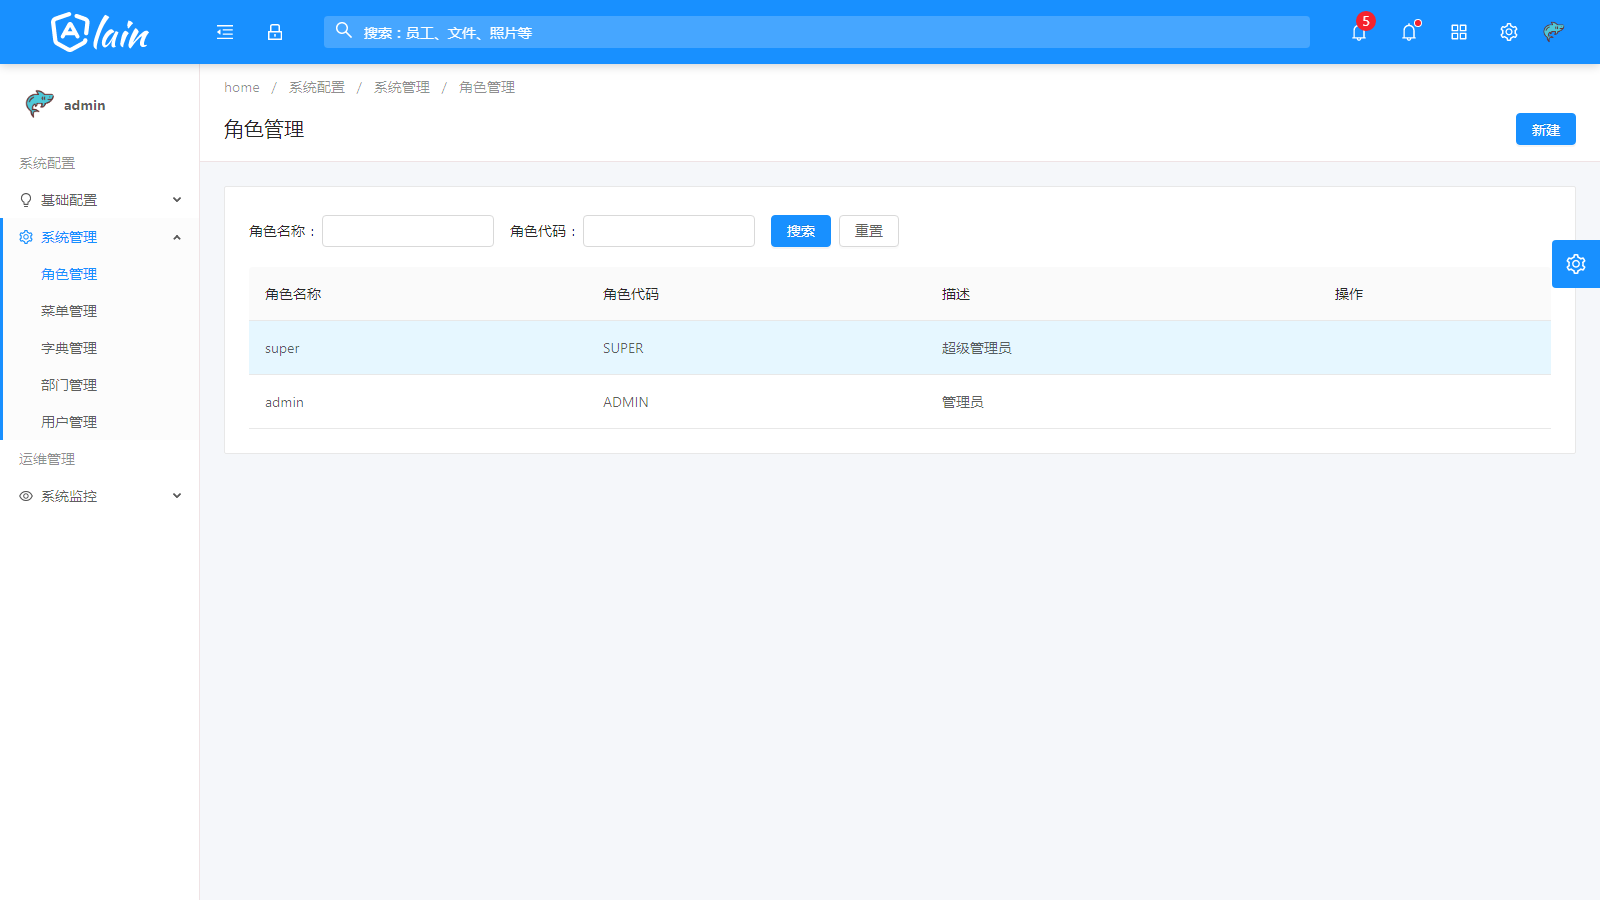 Alain
搜索：员工、文件、照片等
5
admin
系统配置
基础配置
系统管理
角色管理
菜单管理
字典管理
部门管理
用户管理
运维管理
系统监控
home / 系统配置 / 系统管理 / 角色管理
角色管理
新建
角色名称： 角色代码： 搜索 重置
角色名称 角色代码 描述 操作
super SUPER 超级管理员
admin ADMIN 管理员